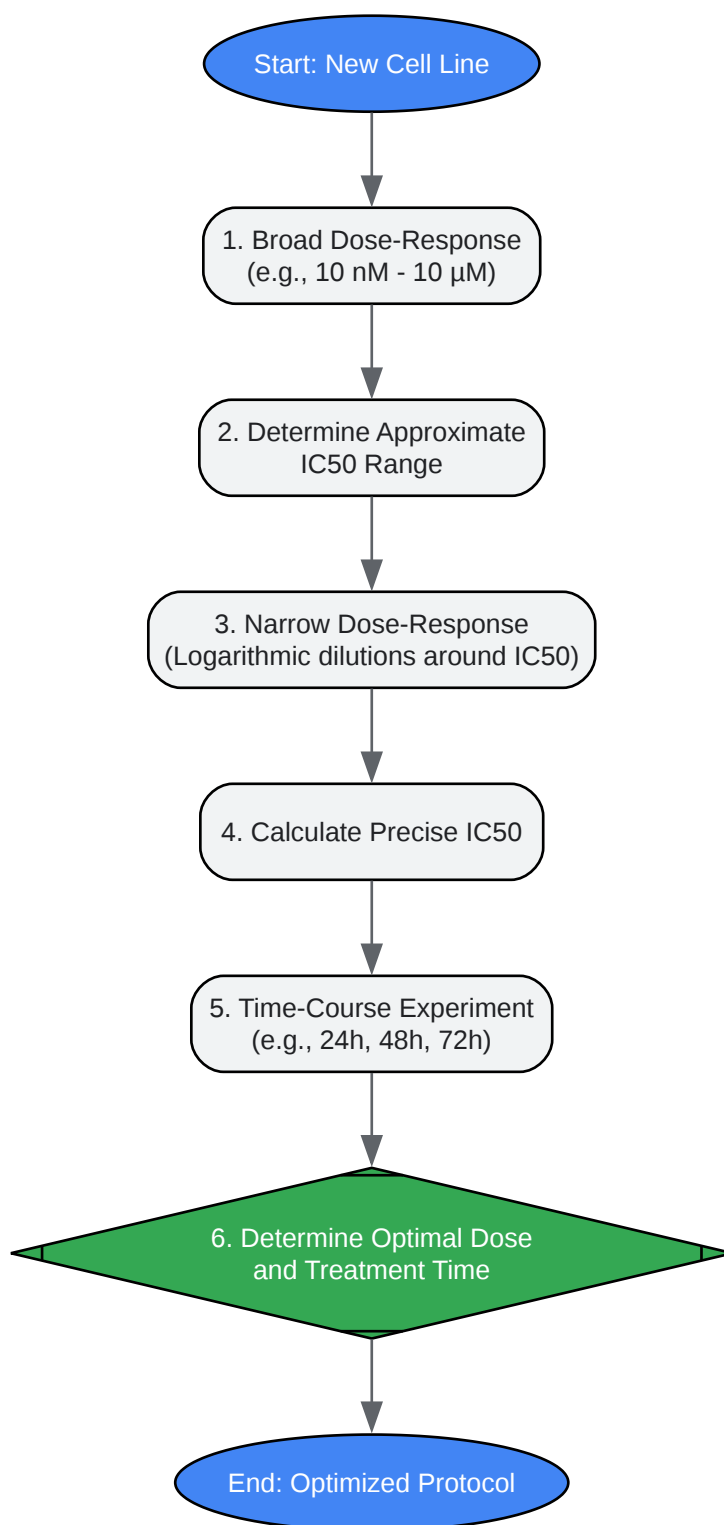 Start: New Cell Line
1. Broad Dose-Response
(e.g., 10 nM - 10 µM)
2. Determine Approximate
IC50 Range
3. Narrow Dose-Response
(Logarithmic dilutions around IC50)
4. Calculate Precise IC50
5. Time-Course Experiment
(e.g., 24h, 48h, 72h)
6. Determine Optimal Dose
and Treatment Time
End: Optimized Protocol